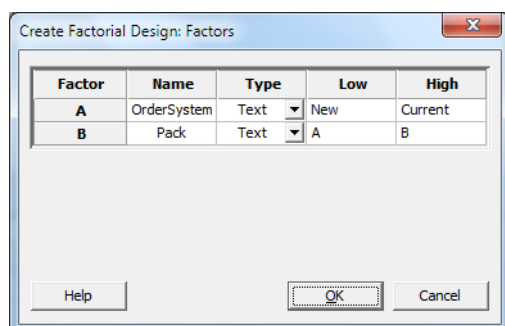 Create Factorial Design: Factors
Factor Name Type Low High
A OrderSystem Text New Current
B Pack Text A B
Help OK Cancel